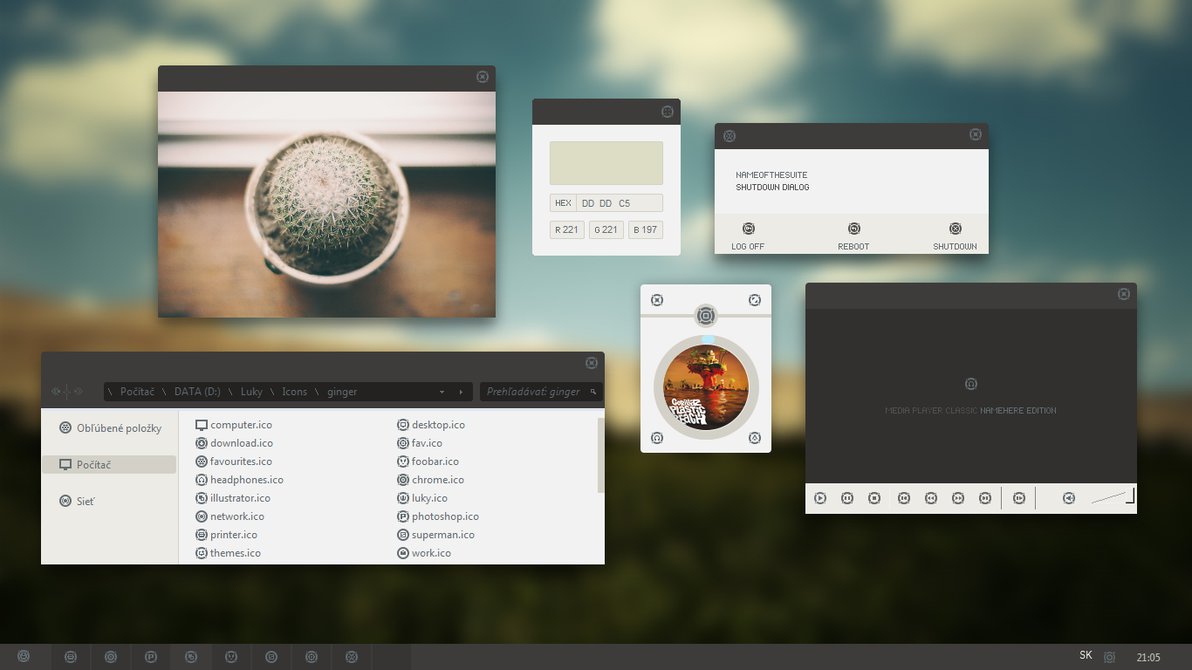 HEX DD DD C5
R 221 G 221 B 197
NAMEOFTHESUITE
SHUTDOWN DIALOG
LOG OFF REBOOT SHUTDOWN
GORILLAZ
PLASTIC
BEACH
MEDIA PLAYER CLASSIC NAMEHERE EDITION
\ Počítač \ DATA (D:) \ Luky \ Icons \ ginger
Prehľadávať: ginger
Obľúbené položky
Počítač
Sieť
computer.ico
download.ico
favourites.ico
headphones.ico
illustrator.ico
network.ico
printer.ico
themes.ico
desktop.ico
fav.ico
foobar.ico
chrome.ico
luky.ico
photoshop.ico
superman.ico
work.ico
SK
21:05